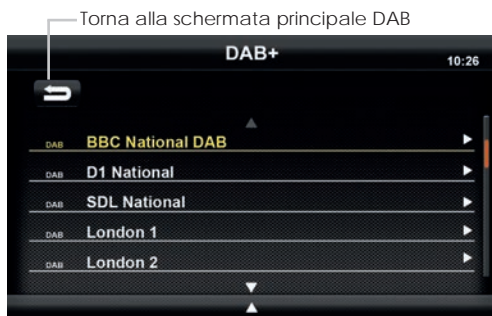 Torna alla schermata principale DAB
DAB+
10:26
DAB BBC National DAB
DAB D1 National
DAB SDL National
DAB London 1
DAB London 2